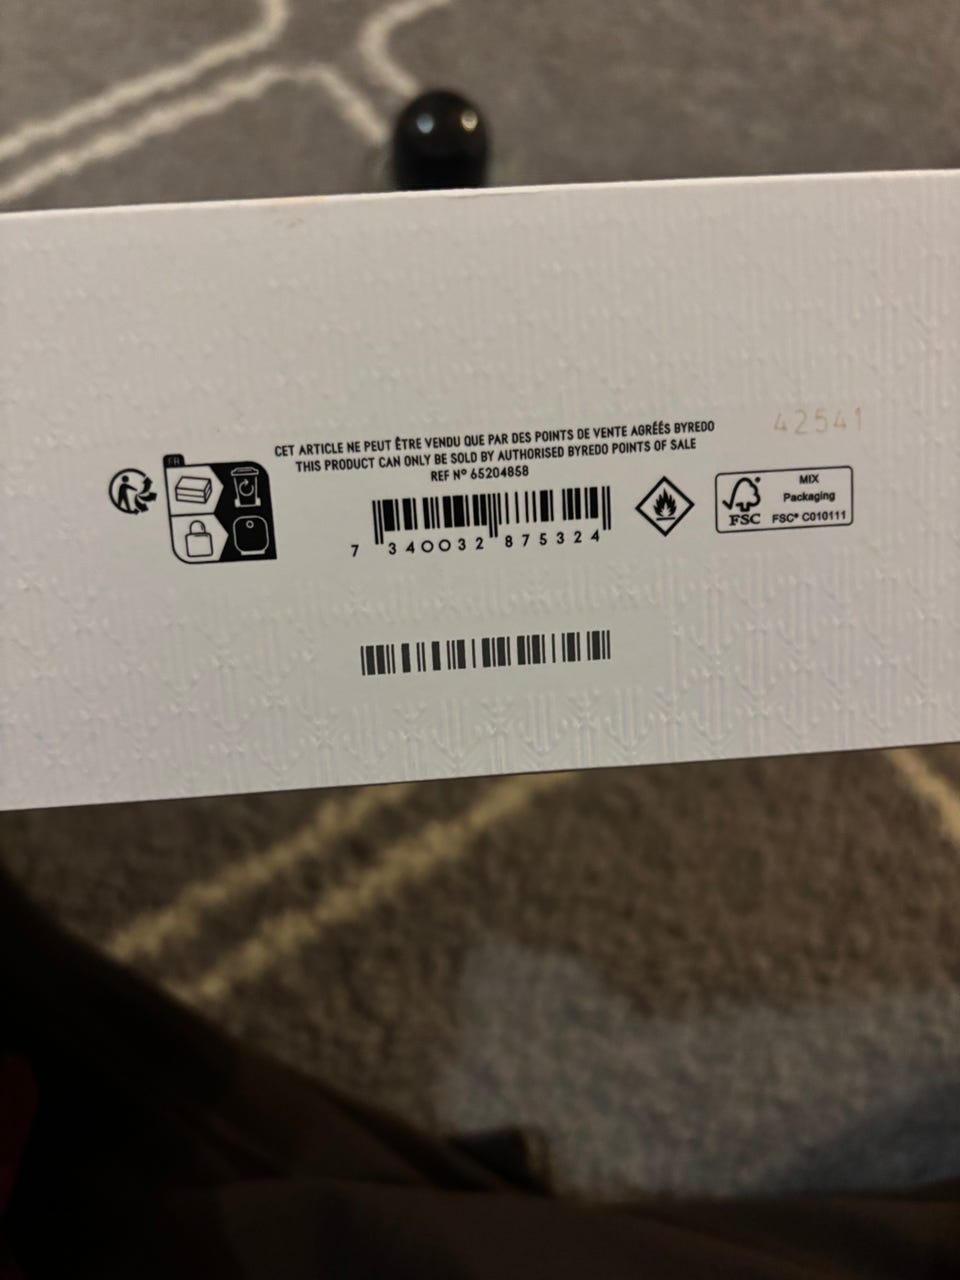 42541
CET ARTICLE NE PEUT ÊTRE VENDU QUE PAR DES POINTS DE VENTE AGRÉÉS BYREDO
THIS PRODUCT CAN ONLY BE SOLD BY AUTHORISED BYREDO POINTS OF SALE
REF Nº 65204858
FR
7 340032 875324
MIX
Packaging
FSC® C010111
FSC